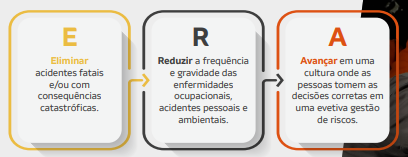 E
Eliminar
acidentes fatais
e/ou com
consequências
catastróficas.
R
Reduzir a frequência
e gravidade das
enfermidades
ocupacionais,
acidentes pessoais e
ambientais.
A
Avançar em uma
cultura onde as
pessoas tomem as
decisões corretas em
uma evetiva gestão
de riscos.